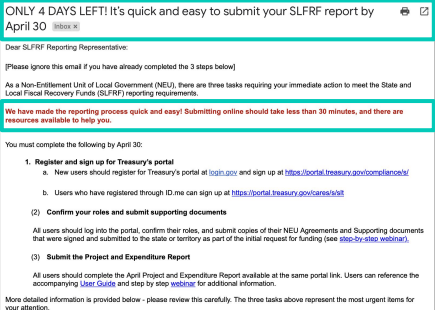 ONLY 4 DAYS LEFT! It's quick and easy to submit your SLFRF report by
April 30 Inbox ×
Dear SLFRF Reporting Representative:
[Please ignore this email if you have already completed the 3 steps below]
As a Non-Entitlement Unit of Local Government (NEU), there are three tasks requiring your immediate action to meet the State and
Local Fiscal Recovery Funds (SLFRF) reporting requirements.
We have made the reporting process quick and easy! Submitting online should take less than 30 minutes, and there are
resources available to help you.
You must complete the following by April 30:
1. Register and sign up for Treasury's portal
a. New users should register for Treasury's portal at login.gov and sign up at https://portal.treasury.gov/compliance/s/
b. Users who have registered through ID.me can sign up at https://portal.treasury.gov/cares/s/slt
(2) Confirm your roles and submit supporting documents
All users should log into the portal, confirm their roles, and submit copies of their NEU Agreements and Supporting documents
that were signed and submitted to the state or territory as part of the initial request for funding (see step-by-step webinar).
(3) Submit the Project and Expenditure Report
All users should complete the April Project and Expenditure Report available at the same portal link. Users can reference the
accompanying User Guide and step by step webinar for additional information.
More detailed information is provided below - please review this carefully. The three tasks above represent the most urgent items for
your attention.